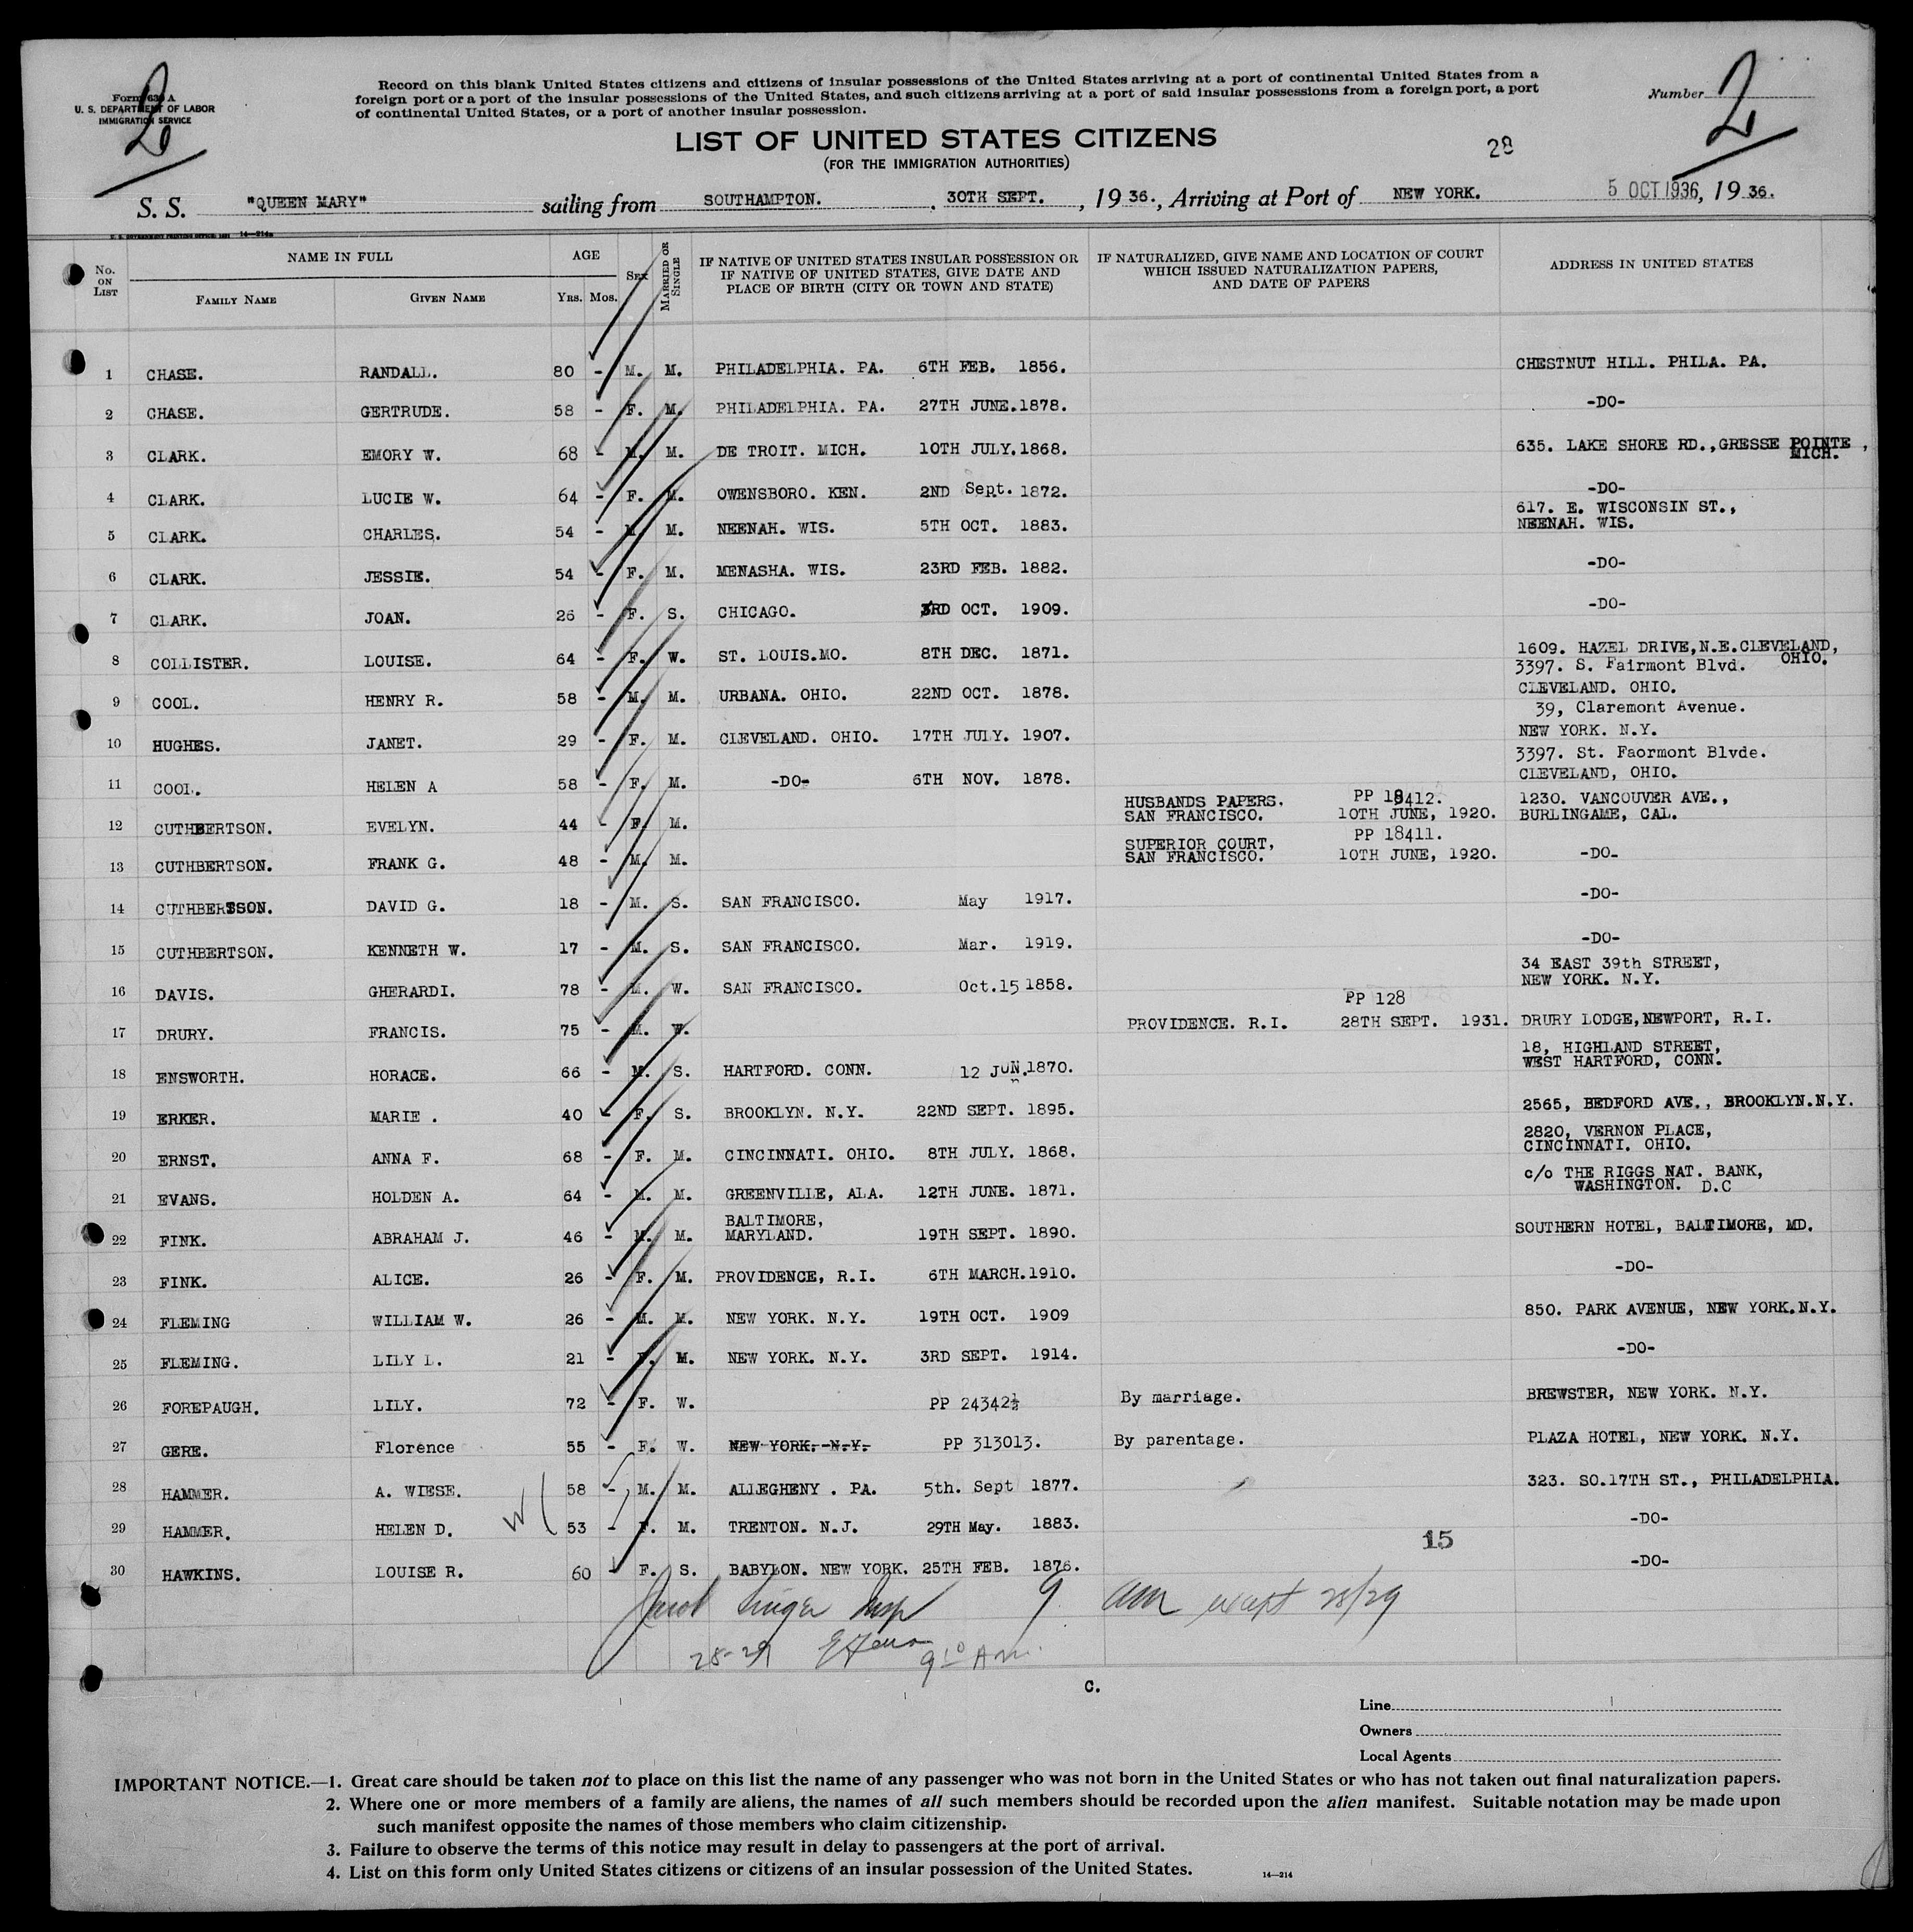 Record on this blank United States citizens and citizens of insular possessions of the United States arriving at a port of continental United States from a
foreign port or a port of the insular possessions of the United States, and such citizens arriving at a port of said insular possessions from a foreign port, a port
of continental United States, or a port of another insular possession.
Form 630 A
U. S. DEPARTMENT OF LABOR
IMMIGRATION SERVICE
2
Number 2
LIST OF UNITED STATES CITIZENS
(FOR THE IMMIGRATION AUTHORITIES)
28
S. S. "QUEEN MARY" sailing from SOUTHAMPTON. , 30TH SEPT. , 19 36. , Arriving at Port of NEW YORK. 5 OCT 1936, 19 36.
U. S. GOVERNMENT PRINTING OFFICE: 1931 14—214a
No. ON LIST NAME IN FULL FAMILY NAME GIVEN NAME AGE YRS. MOS. SEX MARRIED OR SINGLE IF NATIVE OF UNITED STATES INSULAR POSSESSION OR IF NATIVE OF UNITED STATES, GIVE DATE AND PLACE OF BIRTH (CITY OR TOWN AND STATE) IF NATURALIZED, GIVE NAME AND LOCATION OF COURT WHICH ISSUED NATURALIZATION PAPERS, AND DATE OF PAPERS ADDRESS IN UNITED STATES
1 CHASE. RANDALL. 80 - M. M. PHILADELPHIA. PA. 6TH FEB. 1856. CHESTNUT HILL. PHILA. PA.
2 CHASE. GERTRUDE. 58 - F. M. PHILADELPHIA. PA. 27TH JUNE. 1878. -DO-
3 CLARK. EMORY W. 68 - M. M. DE TROIT. MICH. 10TH JULY. 1868. 635. LAKE SHORE RD., GRESSE POINTE , MICH.
4 CLARK. LUCIE W. 64 - F. M. OWENSBORO. KEN. 2ND Sept. 1872. -DO-
5 CLARK. CHARLES. 54 - M. M. NEENAH. WIS. 5TH OCT. 1883. 617. E. WISCONSIN ST., NEENAH. WIS.
6 CLARK. JESSIE. 54 - F. M. MENASHA. WIS. 23RD FEB. 1882. -DO-
7 CLARK. JOAN. 26 - F. S. CHICAGO. 3RD OCT. 1909. -DO-
8 COLLISTER. LOUISE. 64 - F. W. ST. LOUIS.MO. 8TH DEC. 1871. 1609. HAZEL DRIVE, N.E. CLEVELAND, OHIO.
9 COOL. HENRY R. 58 - M. M. URBANA. OHIO. 22ND OCT. 1878. 3397. S. Fairmont Blvd. CLEVELAND. OHIO.
10 HUGHES. JANET. 29 - F. M. CLEVELAND. OHIO. 17TH JULY. 1907. 39, Claremont Avenue. NEW YORK. N.Y.
11 COOL. HELEN A 58 - F. M. -DO- 6TH NOV. 1878. 3397. St. Faormont Blvde. CLEVELAND, OHIO.
12 CUTHBERTSON. EVELYN. 44 - F. M. HUSBANDS PAPERS. SAN FRANCISCO. PP 18412. 10TH JUNE, 1920. 1230. VANCOUVER AVE., BURLINGAME, CAL.
13 CUTHBERTSON. FRANK G. 48 - M. M. SUPERIOR COURT, SAN FRANCISCO. PP 18411. 10TH JUNE, 1920. -DO-
14 CUTHBERTSON. DAVID G. 18 - M. S. SAN FRANCISCO. May 1917. -DO-
15 CUTHBERTSON. KENNETH W. 17 - M. S. SAN FRANCISCO. Mar. 1919. -DO-
16 DAVIS. GHERARDI. 78 - M. W. SAN FRANCISCO. Oct. 15 1858. 34 EAST 39th STREET, NEW YORK. N.Y.
17 DRURY. FRANCIS. 75 - M. W. PROVIDENCE. R.I. PP 128 28TH SEPT. 1931. DRURY LODGE, NEWPORT, R.I.
18 ENSWORTH. HORACE. 66 - M. S. HARTFORD. CONN. 12 JUN. 1870. 18, HIGHLAND STREET, WEST HARTFORD, CONN.
19 ERKER. MARIE . 40 - F. S. BROOKLYN. N.Y. 22ND SEPT. 1895. 2565, BEDFORD AVE., BROOKLYN.N.Y.
20 ERNST. ANNA F. 68 - F. M. CINCINNATI. OHIO. 8TH JULY. 1868. 2820, VERNON PLACE, CINCINNATI. OHIO.
21 EVANS. HOLDEN A. 64 - M. M. GREENVILLE, ALA. 12TH JUNE. 1871. c/o THE RIGGS NAT. BANK, WASHINGTON. D.C
22 FINK. ABRAHAM J. 46 - M. M. BALTIMORE, MARYLAND. 19TH SEPT. 1890. SOUTHERN HOTEL, BALTIMORE, MD.
23 FINK. ALICE. 26 - F. M. PROVIDENCE, R.I. 6TH MARCH. 1910. -DO-
24 FLEMING WILLIAM W. 26 - M. M. NEW YORK. N.Y. 19TH OCT. 1909 850. PARK AVENUE, NEW YORK.N.Y.
25 FLEMING. LILY L. 21 - F. M. NEW YORK. N.Y. 3RD SEPT. 1914. -DO-
26 FOREPAUGH. LILY. 72 - F. W. PP 24342½ By marriage. BREWSTER, NEW YORK. N.Y.
27 GERE. Florence 55 - F. W. NEW YORK. N.Y. PP 313013. By parentage. PLAZA HOTEL, NEW YORK. N.Y.
28 HAMMER. A. WIESE. 58 - M. M. ALLEGHENY . PA. 5th. Sept 1877. 323. SO.17TH ST., PHILADELPHIA.
29 HAMMER. HELEN D. W ( 53 - F. M. TRENTON. N.J. 29TH May. 1883. -DO-
15
30 HAWKINS. LOUISE R. 60 - F. S. BABYLON. NEW YORK. 25TH FEB. 1876. -DO-
Jacob Singer Insp 9 except 28/29
28-29 9 10 A m.
C.
Line
Owners
Local Agents
IMPORTANT NOTICE.—1. Great care should be taken not to place on this list the name of any passenger who was not born in the United States or who has not taken out final naturalization papers.
2. Where one or more members of a family are aliens, the names of all such members should be recorded upon the alien manifest. Suitable notation may be made upon
such manifest opposite the names of those members who claim citizenship.
3. Failure to observe the terms of this notice may result in delay to passengers at the port of arrival.
4. List on this form only United States citizens or citizens of an insular possession of the United States.
14—214